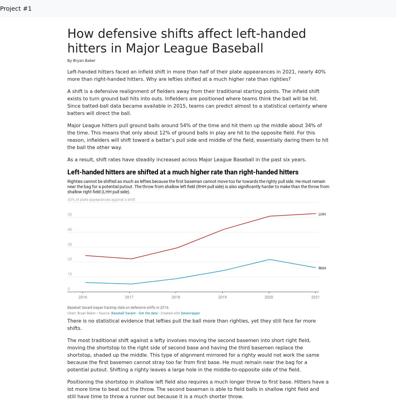 Project #1
How defensive shifts affect left-handed
hitters in Major League Baseball
By Bryan Baker
Left-handed hitters faced an infield shift in more than half of their plate appearances in 2021, nearly 40%
more than right-handed hitters. Why are lefties shifted at a much higher rate than righties?
A shift is a defensive realignment of fielders away from their traditional starting points. The infield shift
exists to turn ground ball hits into outs. Infielders are positioned where teams think the ball will be hit.
Since batted-ball data became available in 2015, teams can predict almost to a statistical certainty where
batters will direct the ball.
Major league hitters pull ground balls around 54% of the time and hit them up the middle about 34% of
the time. This means that only about 12% of ground balls in play are hit to the opposite field. For this
reason, infielders will shift toward a batter's pull side and middle of the field, essentially daring them to hit
the ball the other way.
As a result, shift rates have steadily increased across Major League Baseball in the past six years.
Left-handed hitters are shifted at a much higher rate than right-handed hitters
Righties cannot be shifted as much as lefties because the first baseman cannot move too far towards the righty pull side. He must remain
near the bag for a potential putout. The throw from shallow left field (RHH pull side) is also significantly harder to make than the throw from
shallow right field (LHH pull side).
60% of plate appearances against a shift
50
LHH
40
30
20
RHH
10
0
2016
2017
2018
2019
2020
2021
Baseball Savant began tracking data on defensive shifts in 2016.
Chart: Bryan Baker • Source: Baseball Savant • Get the data • Created with Datawrapper
There is no statistical evidence that lefties pull the ball more than righties, yet they still face far more
shifts.
The most traditional shift against a lefty involves moving the second basemen into short right field,
moving the shortstop to the right side of second base and having the third basemen replace the
shortstop, shaded up the middle. This type of alignment mirrored for a righty would not work the same
because the first basemen cannot stray too far from first base. He must remain near the bag for a
potential putout. Shifting a righty leaves a large hole in the middle-to-opposite side of the field.
Positioning the shortstop in shallow left field also requires a much longer throw to first base. Hitters have a
lot more time to beat out the throw. The second baseman is able to field balls in shallow right field and
still have time to throw a runner out because it is a much shorter throw.